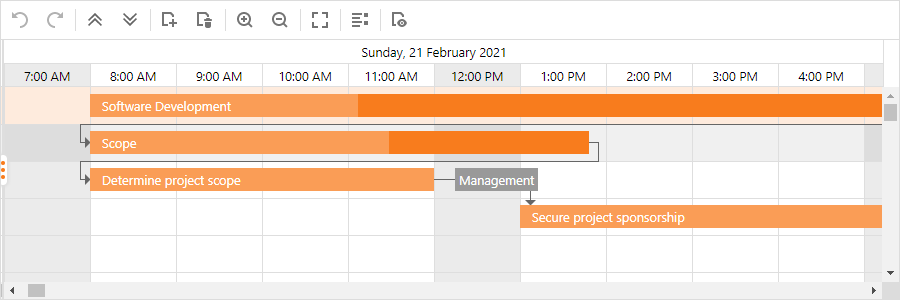 Sunday, 21 February 2021
7:00 AM 8:00 AM 9:00 AM 10:00 AM 11:00 AM 12:00 PM 1:00 PM 2:00 PM 3:00 PM 4:00 PM
Software Development
Scope
Determine project scope Management
Secure project sponsorship